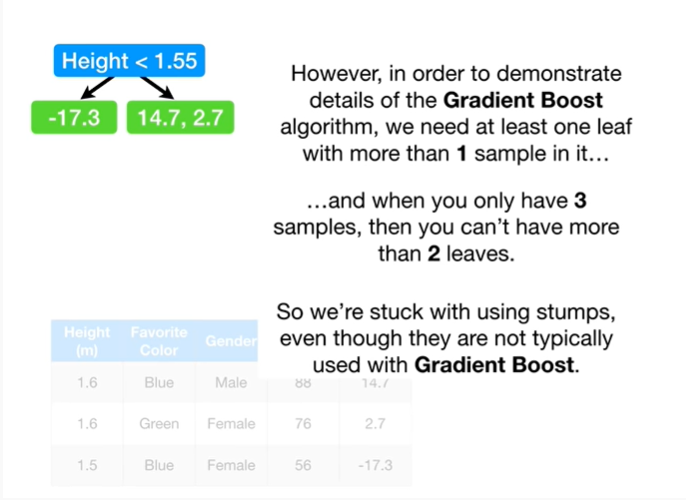 Height < 1.55
-17.3
14.7, 2.7
However, in order to demonstrate
details of the Gradient Boost
algorithm, we need at least one leaf
with more than 1 sample in it...
...and when you only have 3
samples, then you can't have more
than 2 leaves.
So we're stuck with using stumps,
even though they are not typically
used with Gradient Boost.
Height (m) Favorite Color Gender
1.6 Blue Male 88 14.7
1.6 Green Female 76 2.7
1.5 Blue Female 56 -17.3